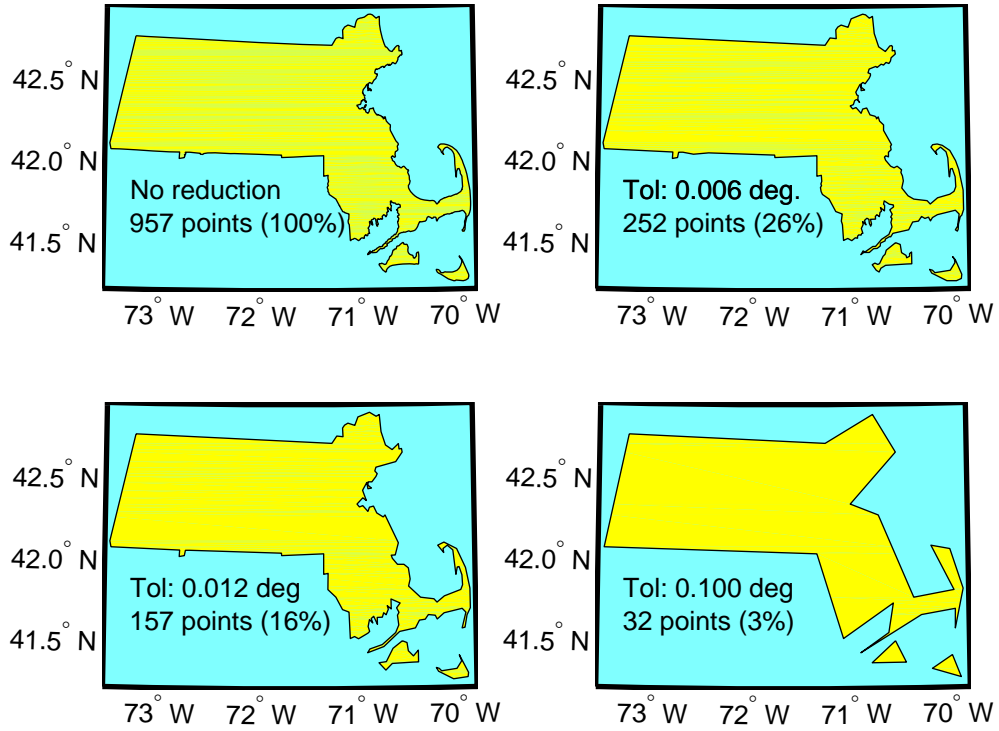 42.5° N
42.0° N
No reduction
957 points (100%)
41.5° N
73° W 72° W 71° W 70° W
42.5° N
42.0° N
Tol: 0.006 deg.
252 points (26%)
41.5° N
73° W 72° W 71° W 70° W
42.5° N
42.0° N
Tol: 0.012 deg
157 points (16%)
41.5° N
73° W 72° W 71° W 70° W
42.5° N
42.0° N
Tol: 0.100 deg
32 points (3%)
41.5° N
73° W 72° W 71° W 70° W